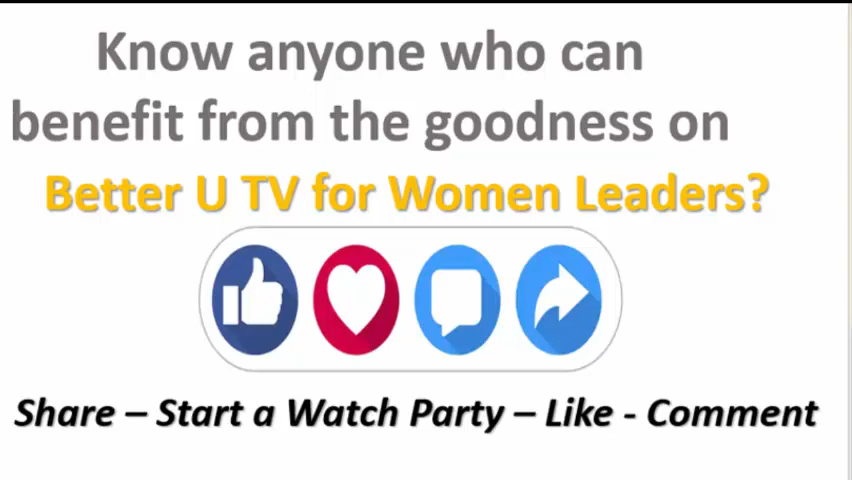 Know anyone who can
benefit from the goodness on
Better U TV for Women Leaders?
Share – Start a Watch Party – Like - Comment